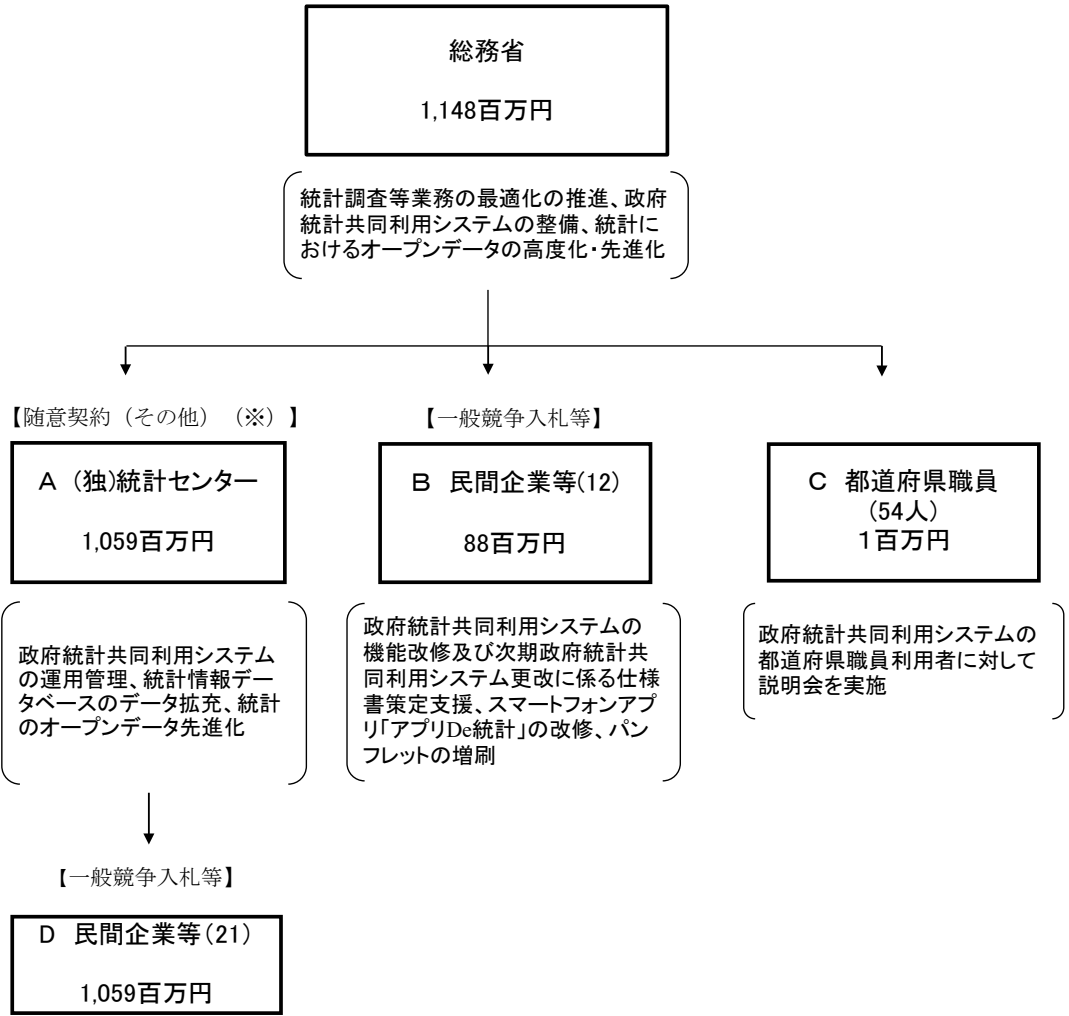 総務省
1,148百万円
統計調査等業務の最適化の推進、政府
統計共同利用システムの整備、統計に
おけるオープンデータの高度化・先進化
【随意契約（その他）（※）】
A (独)統計センター
1,059百万円
政府統計共同利用システム
の運用管理、統計情報デー
タベースのデータ拡充、統計
のオープンデータ先進化
【一般競争入札等】
B 民間企業等(12)
88百万円
政府統計共同利用システムの
機能改修及び次期政府統計共
同利用システム更改に係る仕様
書策定支援、スマートフォンアプ
リ「アプリDe統計」の改修、パン
フレットの増刷
C 都道府県職員
(54人)
１百万円
政府統計共同利用システムの
都道府県職員利用者に対して
説明会を実施
【一般競争入札等】
D 民間企業等(21)
1,059百万円